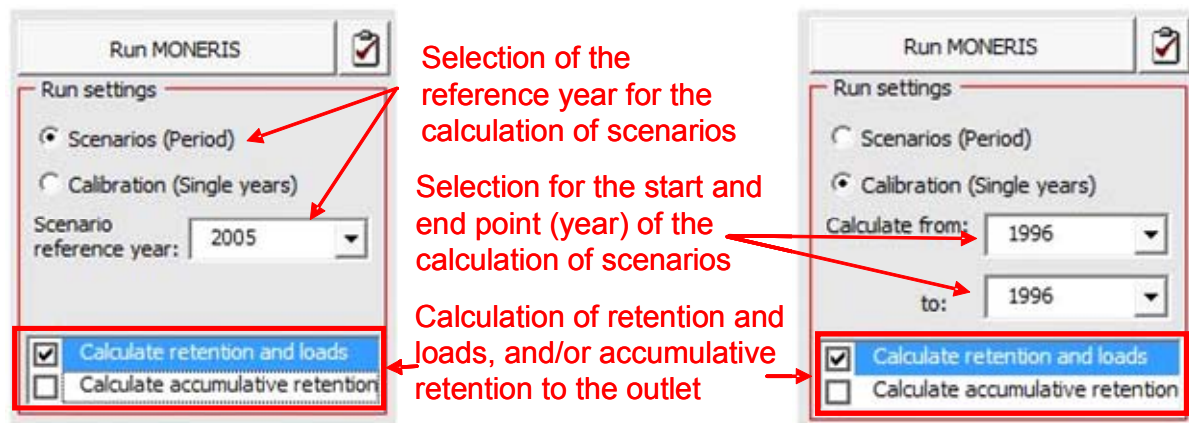 Run MONERIS
Run settings
Scenarios (Period)
Calibration (Single years)
Scenario
reference year:
2005
Calculate retention and loads
Calculate accumulative retention
Selection of the
reference year for the
calculation of scenarios
Selection for the start and
end point (year) of the
calculation of scenarios
Calculation of retention and
loads, and/or accumulative
retention to the outlet
Run MONERIS
Run settings
Scenarios (Period)
Calibration (Single years)
Calculate from:
1996
to:
1996
Calculate retention and loads
Calculate accumulative retention